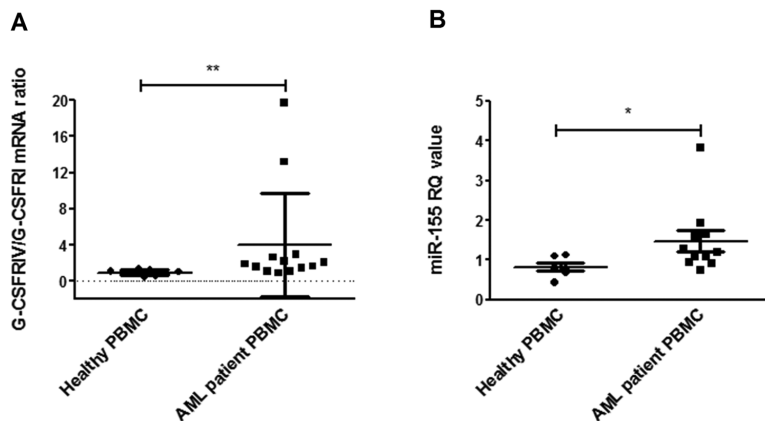 A
G-CSFRIV/G-CSFRI mRNA ratio
20
16
12
8
4
0
**
Healthy PBMC
AML patient PBMC
B
miR-155 RQ value
5
4
3
2
1
0
*
Healthy PBMC
AML patient PBMC